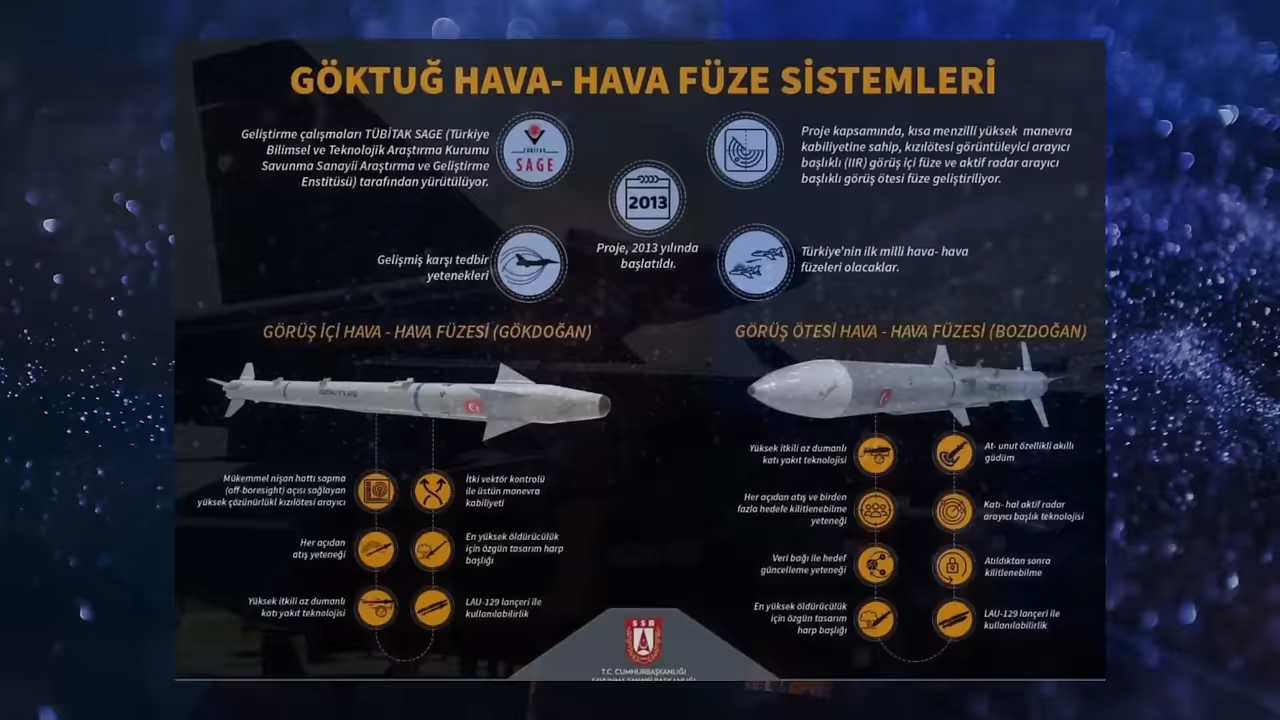 GÖKTUĞ HAVA- HAVA FÜZE SİSTEMLERİ
Geliştirme çalışmaları TÜBİTAK SAGE (Türkiye
Bilimsel ve Teknolojik Araştırma Kurumu
Savunma Sanayii Araştırma ve Geliştirme
Enstitüsü) tarafından yürütülüyor.
SAGE
2013
Proje, 2013 yılında
başlatıldı.
Proje kapsamında, kısa menzilli yüksek manevra
kabiliyetine sahip, kızılötesi görüntüleyici arayıcı
başlıklı (IIR) görüş içi füze ve aktif radar arayıcı
başlıklı görüş ötesi füze geliştiriliyor.
Gelişmiş karşı tedbir
yetenekleri
Türkiye'nin ilk milli hava- hava
füzeleri olacaklar.
GÖRÜŞ İÇİ HAVA - HAVA FÜZESİ (GÖKDOĞAN)
GÖKTUĞ
Mükemmel nişan hattı sapma
(off-boresight) açısı sağlayan
yüksek çözünürlükl kızılötesi arayıcı
İtki vektör kontrolü
ile üstün manevra
kabiliyeti
Her açıdan
atış yeteneği
En yüksek öldürücülük
için özgün tasarım harp
başlığı
Yüksek itkili az dumanlı
katı yakıt teknolojisi
LAU-129 lançeri ile
kullanılabilirlik
GÖRÜŞ ÖTESİ HAVA - HAVA FÜZESİ (BOZDOĞAN)
Yüksek itkili az dumanlı
katı yakıt teknolojisi
At- unut özellikli akıllı
güdüm
Her açıdan atış ve birden
fazla hedefe kilitlenebilme
yeteneği
Katı- hal aktif radar
arayıcı başlık teknolojisi
Veri bağı ile hedef
güncelleme yeteneği
Atıldıktan sonra
kilitlenebilme
En yüksek öldürücülük
için özgün tasarım
harp başlığı
LAU-129 lançeri ile
kullanılabilirlik
SSB
T.C. CUMHURBAŞKANLIĞI
SAVUNMA SANAYİİ BAŞKANLIĞI